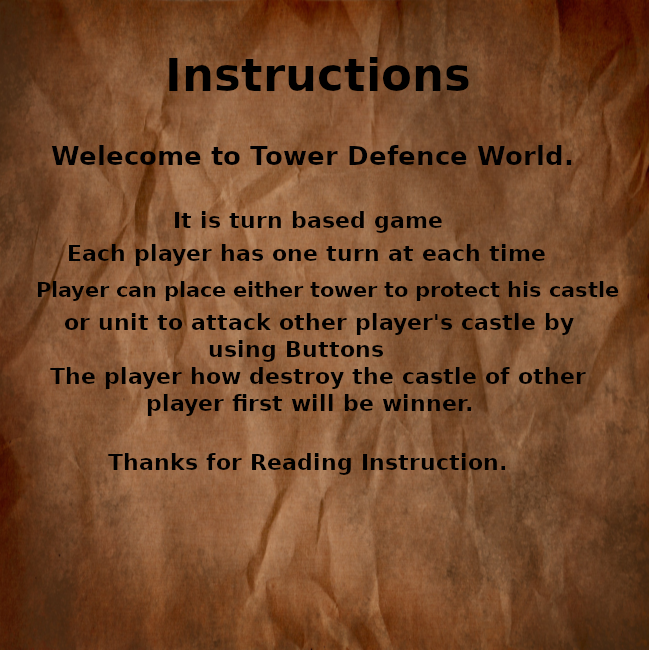 Instructions
Welecome to Tower Defence World.
It is turn based game
Each player has one turn at each time
Player can place either tower to protect his castle
or unit to attack other player's castle by
using Buttons
The player how destroy the castle of other
player first will be winner.
Thanks for Reading Instruction.